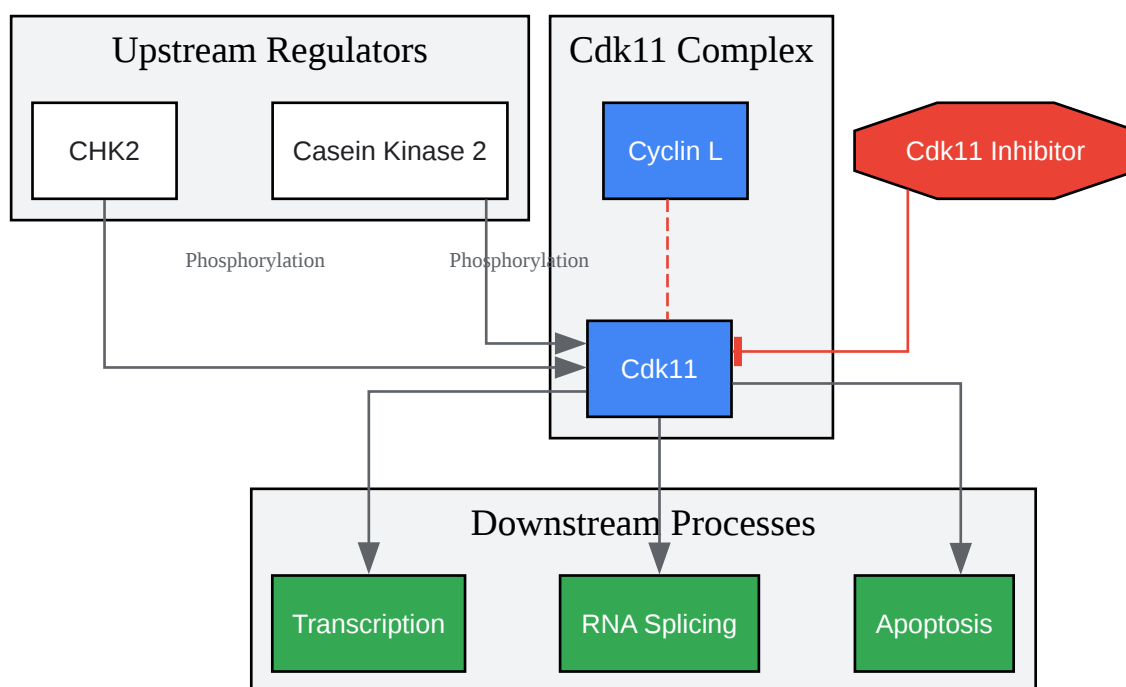 Upstream Regulators
Cdk11 Complex
CHK2
Casein Kinase 2
Cyclin L
Cdk11 Inhibitor
Phosphorylation
Phosphorylation
Cdk11
Downstream Processes
Transcription
RNA Splicing
Apoptosis